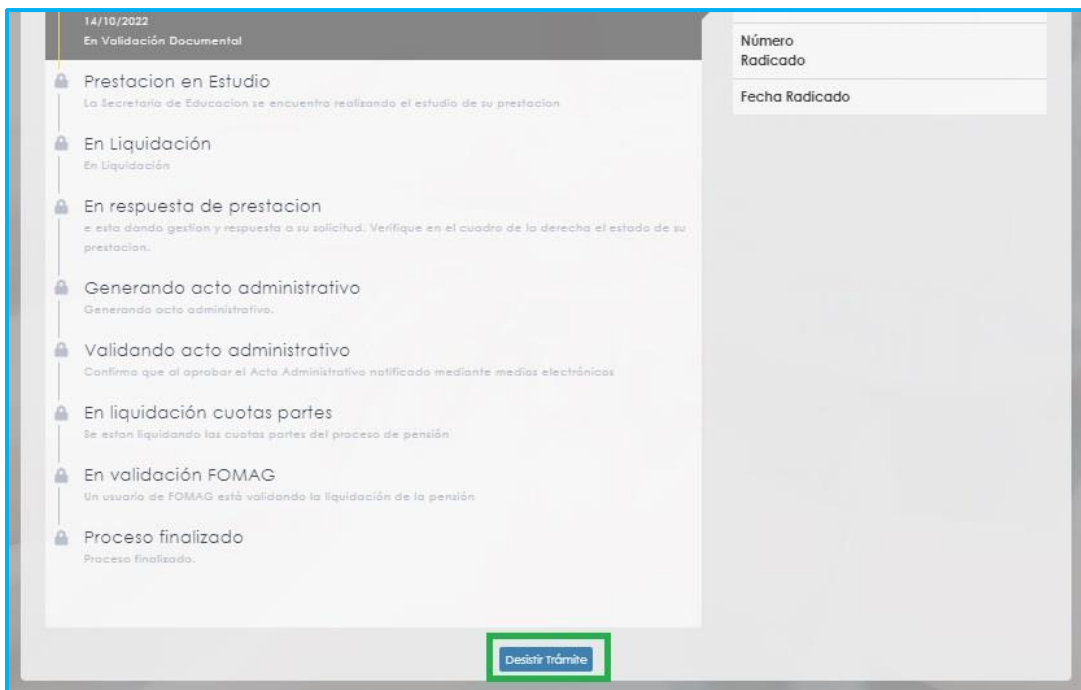 14/10/2022
En Validación Documental
Prestacion en Estudio
La Secretaria de Educacion se encuentra realizando el estudio de su prestacion
En Liquidación
En Liquidación
En respuesta de prestacion
e esta dando gestion y respuesta a su solicitud. Verifique en el cuadro de la derecha el estado de su
prestacion.
Generando acto administrativo
Generando acto administrativo.
Validando acto administrativo
Confirma que al aprobar el Acto Administrativo notificado mediante medios electrónicos
En liquidación cuotas partes
Se estan liquidando las cuotas partes del proceso de pensión
En validación FOMAG
Un usuario de FOMAG está validando la liquidación de la pensión
Proceso finalizado
Proceso finalizado.
Número
Radicado
Fecha Radicado
Desistir Trámite